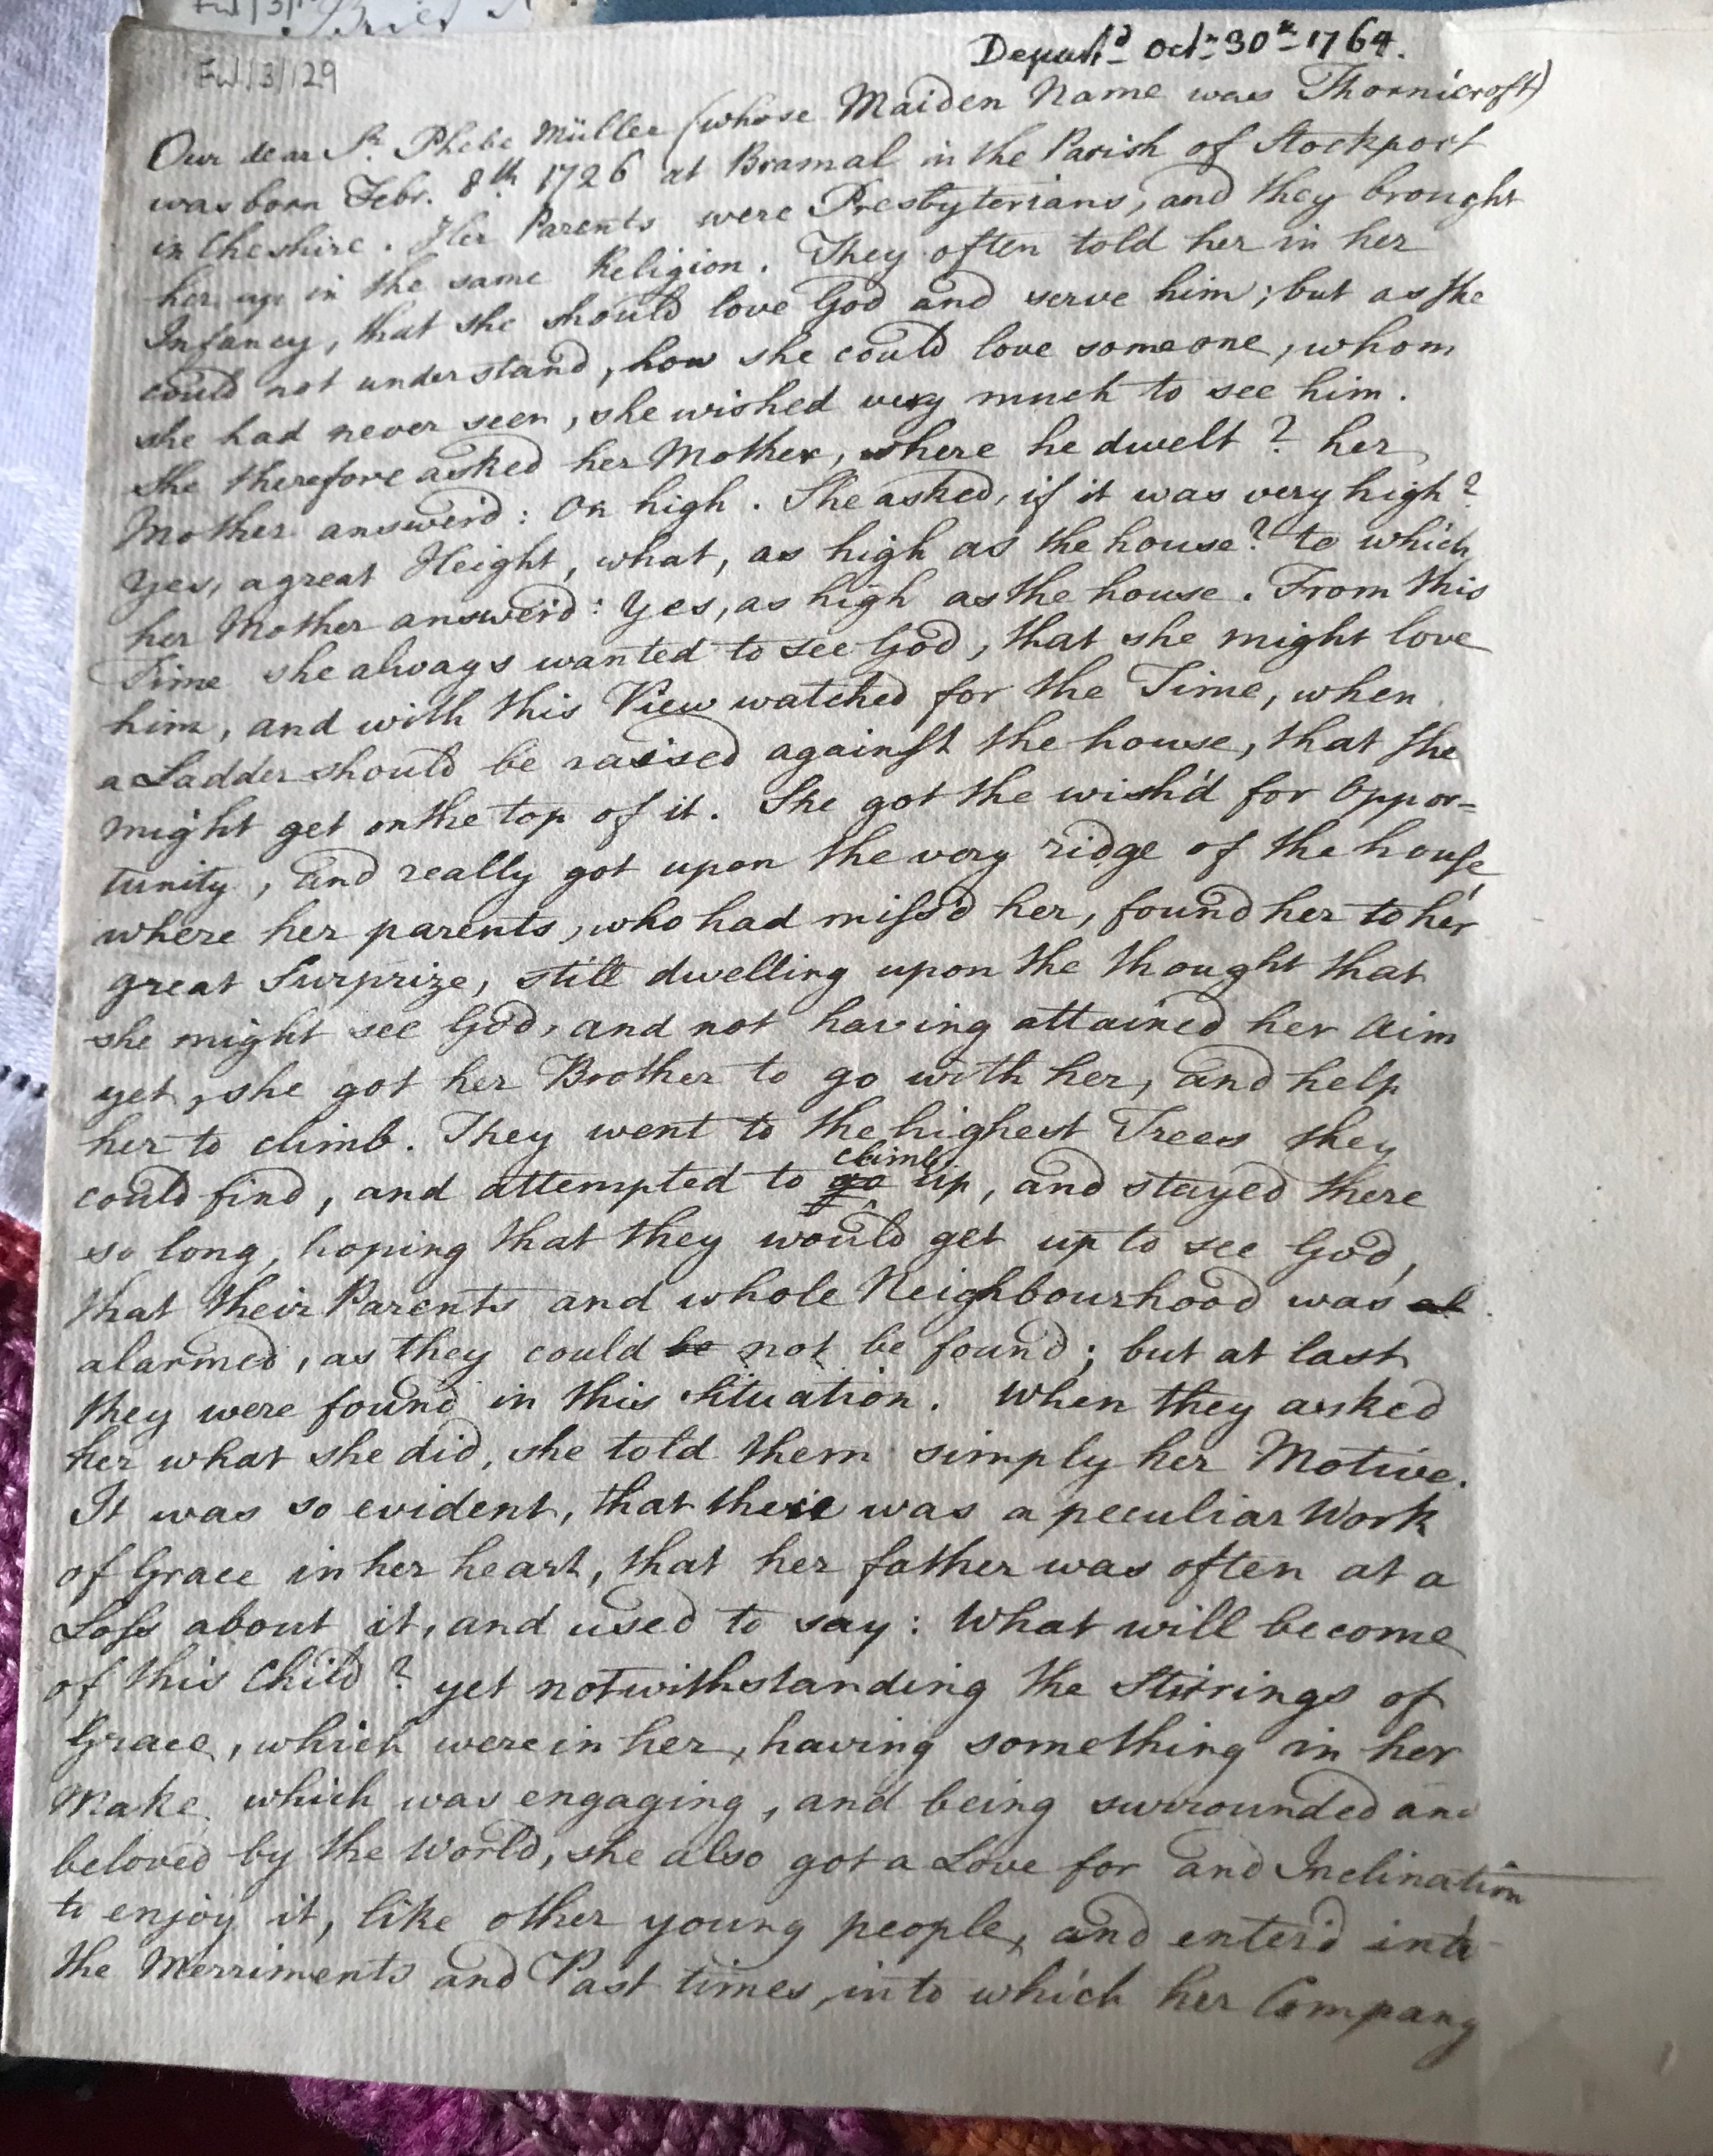 Fu/3/129
Depart.d Oct.r 30th 1764.
Our dear Sr. Phebe Müller (whose Maiden Name was Thornicroft)
was born Febr. 8th 1726 at Bramal in the Parish of Stockport
in Cheshire. Her Parents were Presbyterians, and they brought
her up in the same Religion. They often told her in her
Infancy, that she should love God and serve him; but as she
could not understand, how she could love someone, whom
she had never seen, she wished very much to see him.
She therefore asked her Mother, where he dwelt? her
Mother answer'd: On high. She asked, if it was very high?
Yes, a great Height, what, as high as the house? to which
her Mother answer'd: Yes, as high as the house. From this
Time she always wanted to see God, that she might love
him, and with this View watched for the Time, when
a Ladder should be raised against the house, that she
might get on the top of it. She got the wish'd for Oppor-
tunity, and really got upon the very ridge of the house,
where her parents, who had miss'd her, found her to her
great Surprize, still dwelling upon the thought that
she might see God, and not having attained her Aim
yet, she got her Brother to go with her, and help
her to climb. They went to the highest Trees they
climb
could find, and attempted to go up, and stayed there
so long, hoping that they would get up to see God,
that their Parents and whole Neighbourhood was al
alarmed, as they could be not be found; but at last
they were found in this Situation. When they asked
her what she did, she told them simply her Motive.
It was so evident, that there was a peculiar Work
of Grace in her heart, that her father was often at a
Loss about it, and used to say: What will become
of this Child? yet notwithstanding the Stirrings of
Grace, which were in her, having something in her
Make which was engaging, and being surrounded and
beloved by the World, she also got a Love for and Inclination
to enjoy it, like other young people, and enter'd into
the Merriments and Past times, into which her Company